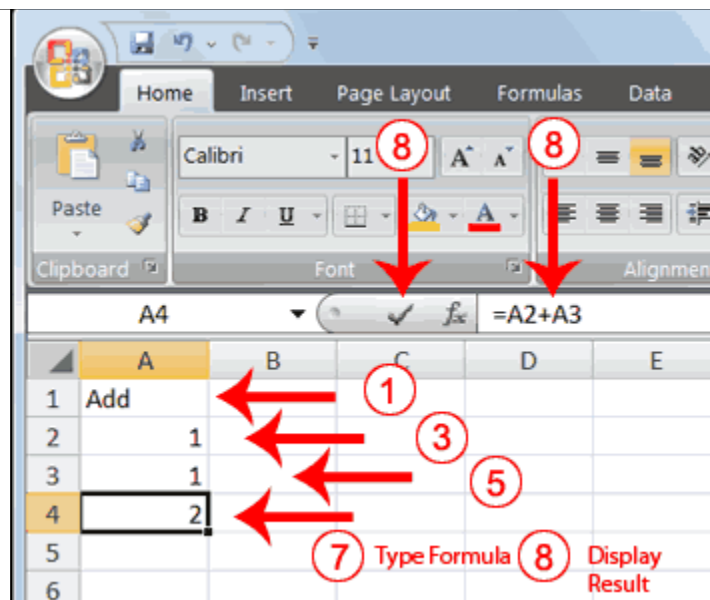 Home Insert Page Layout Formulas Data
Calibri 11 8 A A 8
Paste B I U A
Clipboard Font Alignmen
A4 fx =A2+A3
A B C D E
1 Add 1
2 1 3
3 1 5
4 2
5 7 Type Formula 8 Display
Result
6